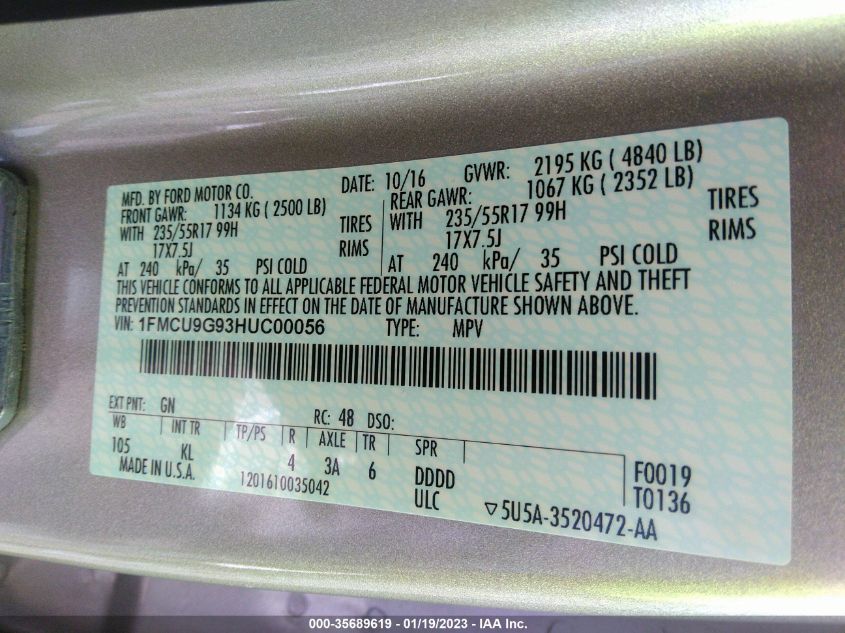 MFD. BY FORD MOTOR CO. DATE: 10/16 GVWR: 2195 KG ( 4840 LB)
FRONT GAWR: 1134 KG ( 2500 LB) REAR GAWR: 1067 KG ( 2352 LB)
WITH 235/55R17 99H TIRES WITH 235/55R17 99H TIRES
17X7.5J RIMS 17X7.5J RIMS
AT 240 kPa/ 35 PSI COLD AT 240 kPa/ 35 PSI COLD
THIS VEHICLE CONFORMS TO ALL APPLICABLE FEDERAL MOTOR VEHICLE SAFETY AND THEFT
PREVENTION STANDARDS IN EFFECT ON THE DATE OF MANUFACTURE SHOWN ABOVE.
VIN: 1FMCU9G93HUC00056 TYPE: MPV
EXT PNT: GN RC: 48 DSO:
WB INT TR TP/PS R AXLE TR SPR
105 KL 4 3A 6 DDDD F0019
MADE IN U.S.A. 1201610035042 ULC T0136
▽5U5A-3520472-AA
000-35689619 - 01/19/2023 - IAA Inc.